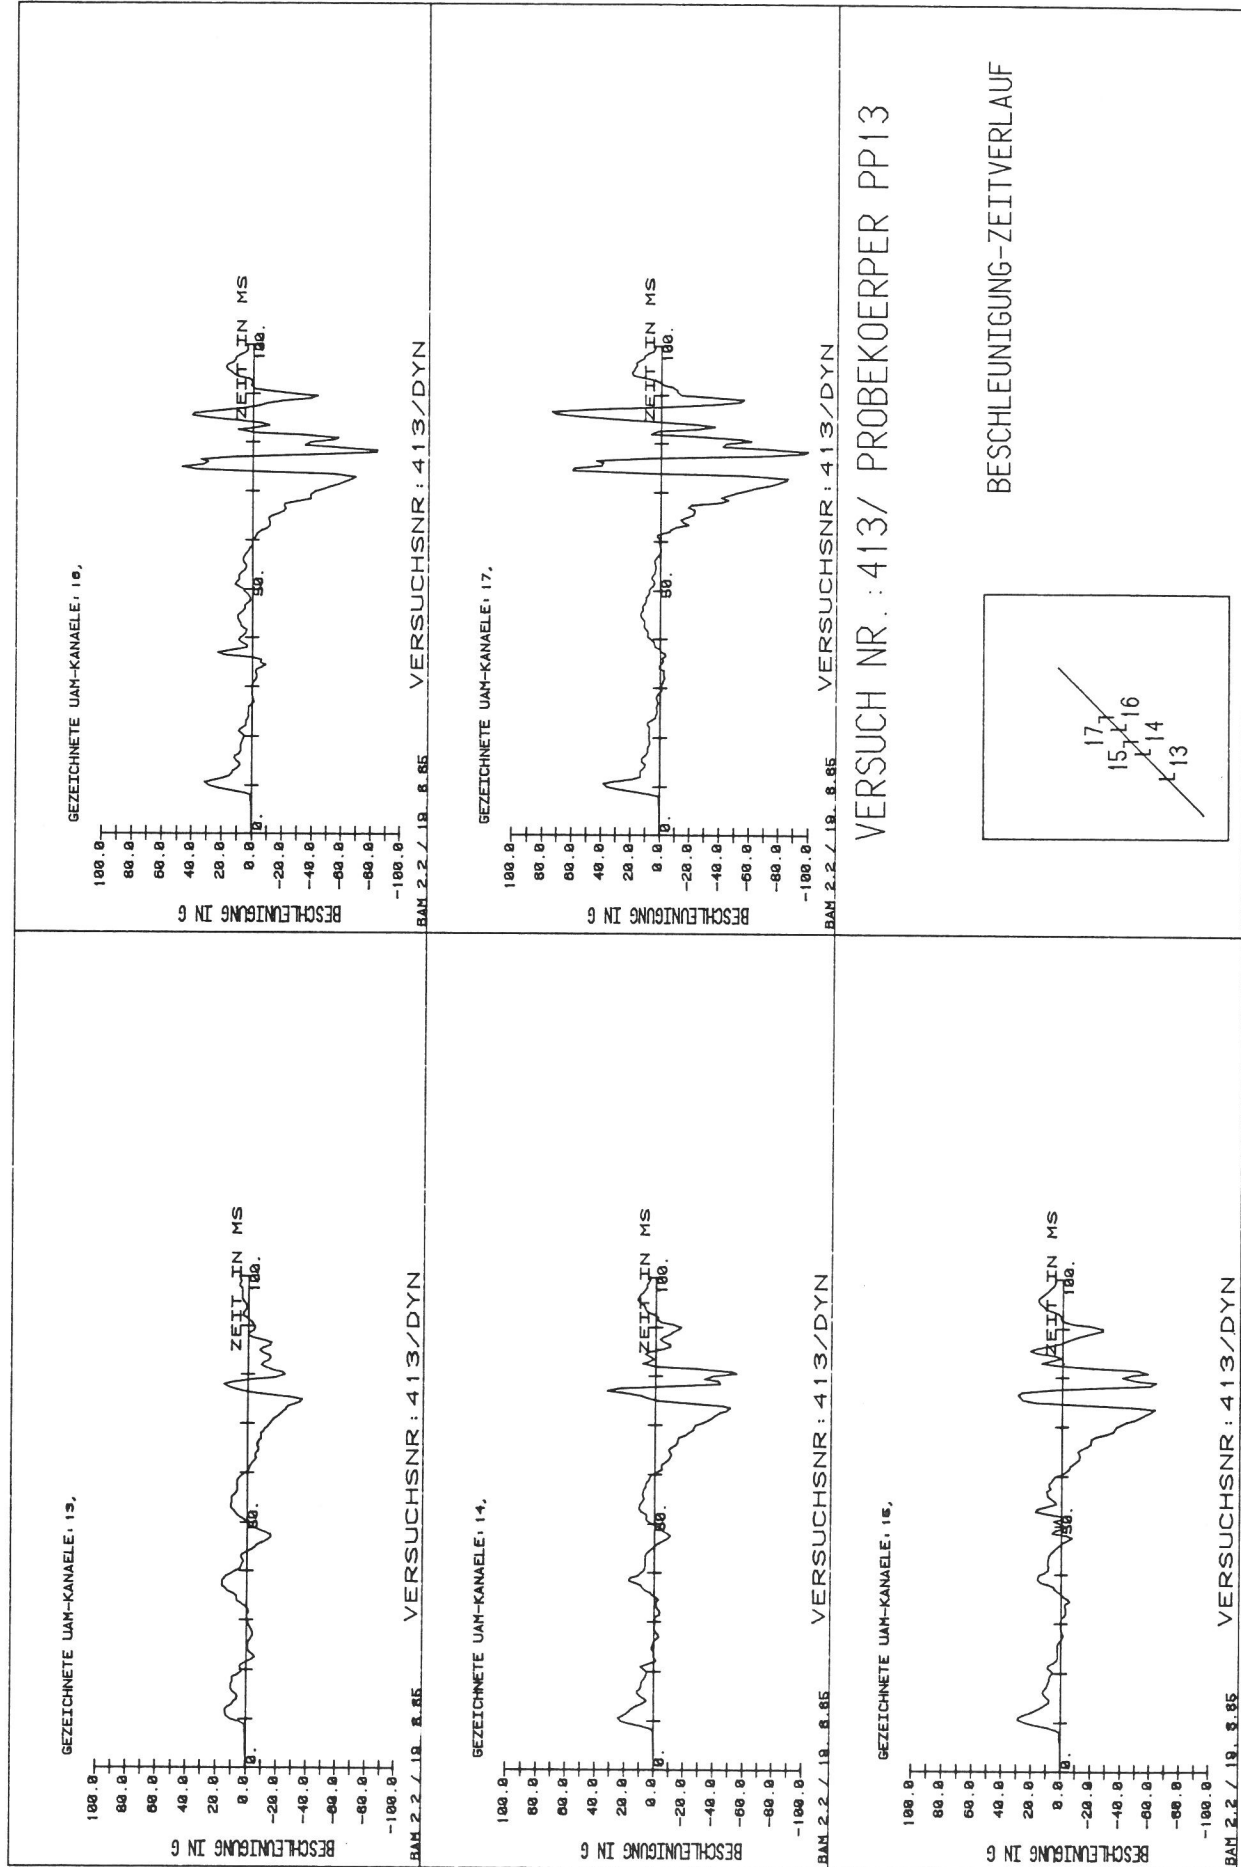 GEZEICHNETE UAM-KANAELE: 13,
BESCHLEUNIGUNG IN G
100.0
80.0
60.0
40.0
20.0
0.0
-20.0
-40.0
-60.0
-80.0
-100.0
0.
50.
100.
ZEIT IN MS
BAM 2.2 / 19. 8.85
VERSUCHSNR: 413/DYN
GEZEICHNETE UAM-KANAELE: 16,
BESCHLEUNIGUNG IN G
100.0
80.0
60.0
40.0
20.0
0.0
-20.0
-40.0
-60.0
-80.0
-100.0
0.
50.
100.
ZEIT IN MS
BAM 2.2 / 19. 8.85
VERSUCHSNR: 413/DYN
GEZEICHNETE UAM-KANAELE: 14,
BESCHLEUNIGUNG IN G
100.0
80.0
60.0
40.0
20.0
0.0
-20.0
-40.0
-60.0
-80.0
-100.0
0.
50.
100.
ZEIT IN MS
BAM 2.2 / 19. 8.85
VERSUCHSNR: 413/DYN
GEZEICHNETE UAM-KANAELE: 17,
BESCHLEUNIGUNG IN G
100.0
80.0
60.0
40.0
20.0
0.0
-20.0
-40.0
-60.0
-80.0
-100.0
0.
50.
100.
ZEIT IN MS
BAM 2.2 / 19. 8.85
VERSUCHSNR: 413/DYN
GEZEICHNETE UAM-KANAELE: 15,
BESCHLEUNIGUNG IN G
100.0
80.0
60.0
40.0
20.0
0.0
-20.0
-40.0
-60.0
-80.0
-100.0
0.
50.
100.
ZEIT IN MS
BAM 2.2 / 19. 8.85
VERSUCHSNR: 413/DYN
VERSUCH NR.:413/ PROBEKOERPER PP13
BESCHLEUNIGUNG-ZEITVERLAUF
17
15
16
14
13